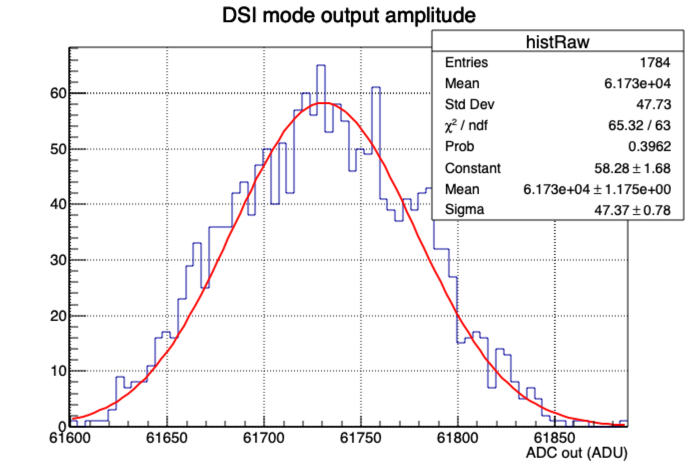 DSI mode output amplitude
histRaw
Entries 1784
Mean 6.173e+04
Std Dev 47.73
χ² / ndf 65.32 / 63
Prob 0.3962
Constant 58.28 ± 1.68
Mean 6.173e+04 ± 1.175e+00
Sigma 47.37 ± 0.78
60
50
40
30
20
10
0
61600 61650 61700 61750 61800 61850
ADC out (ADU)